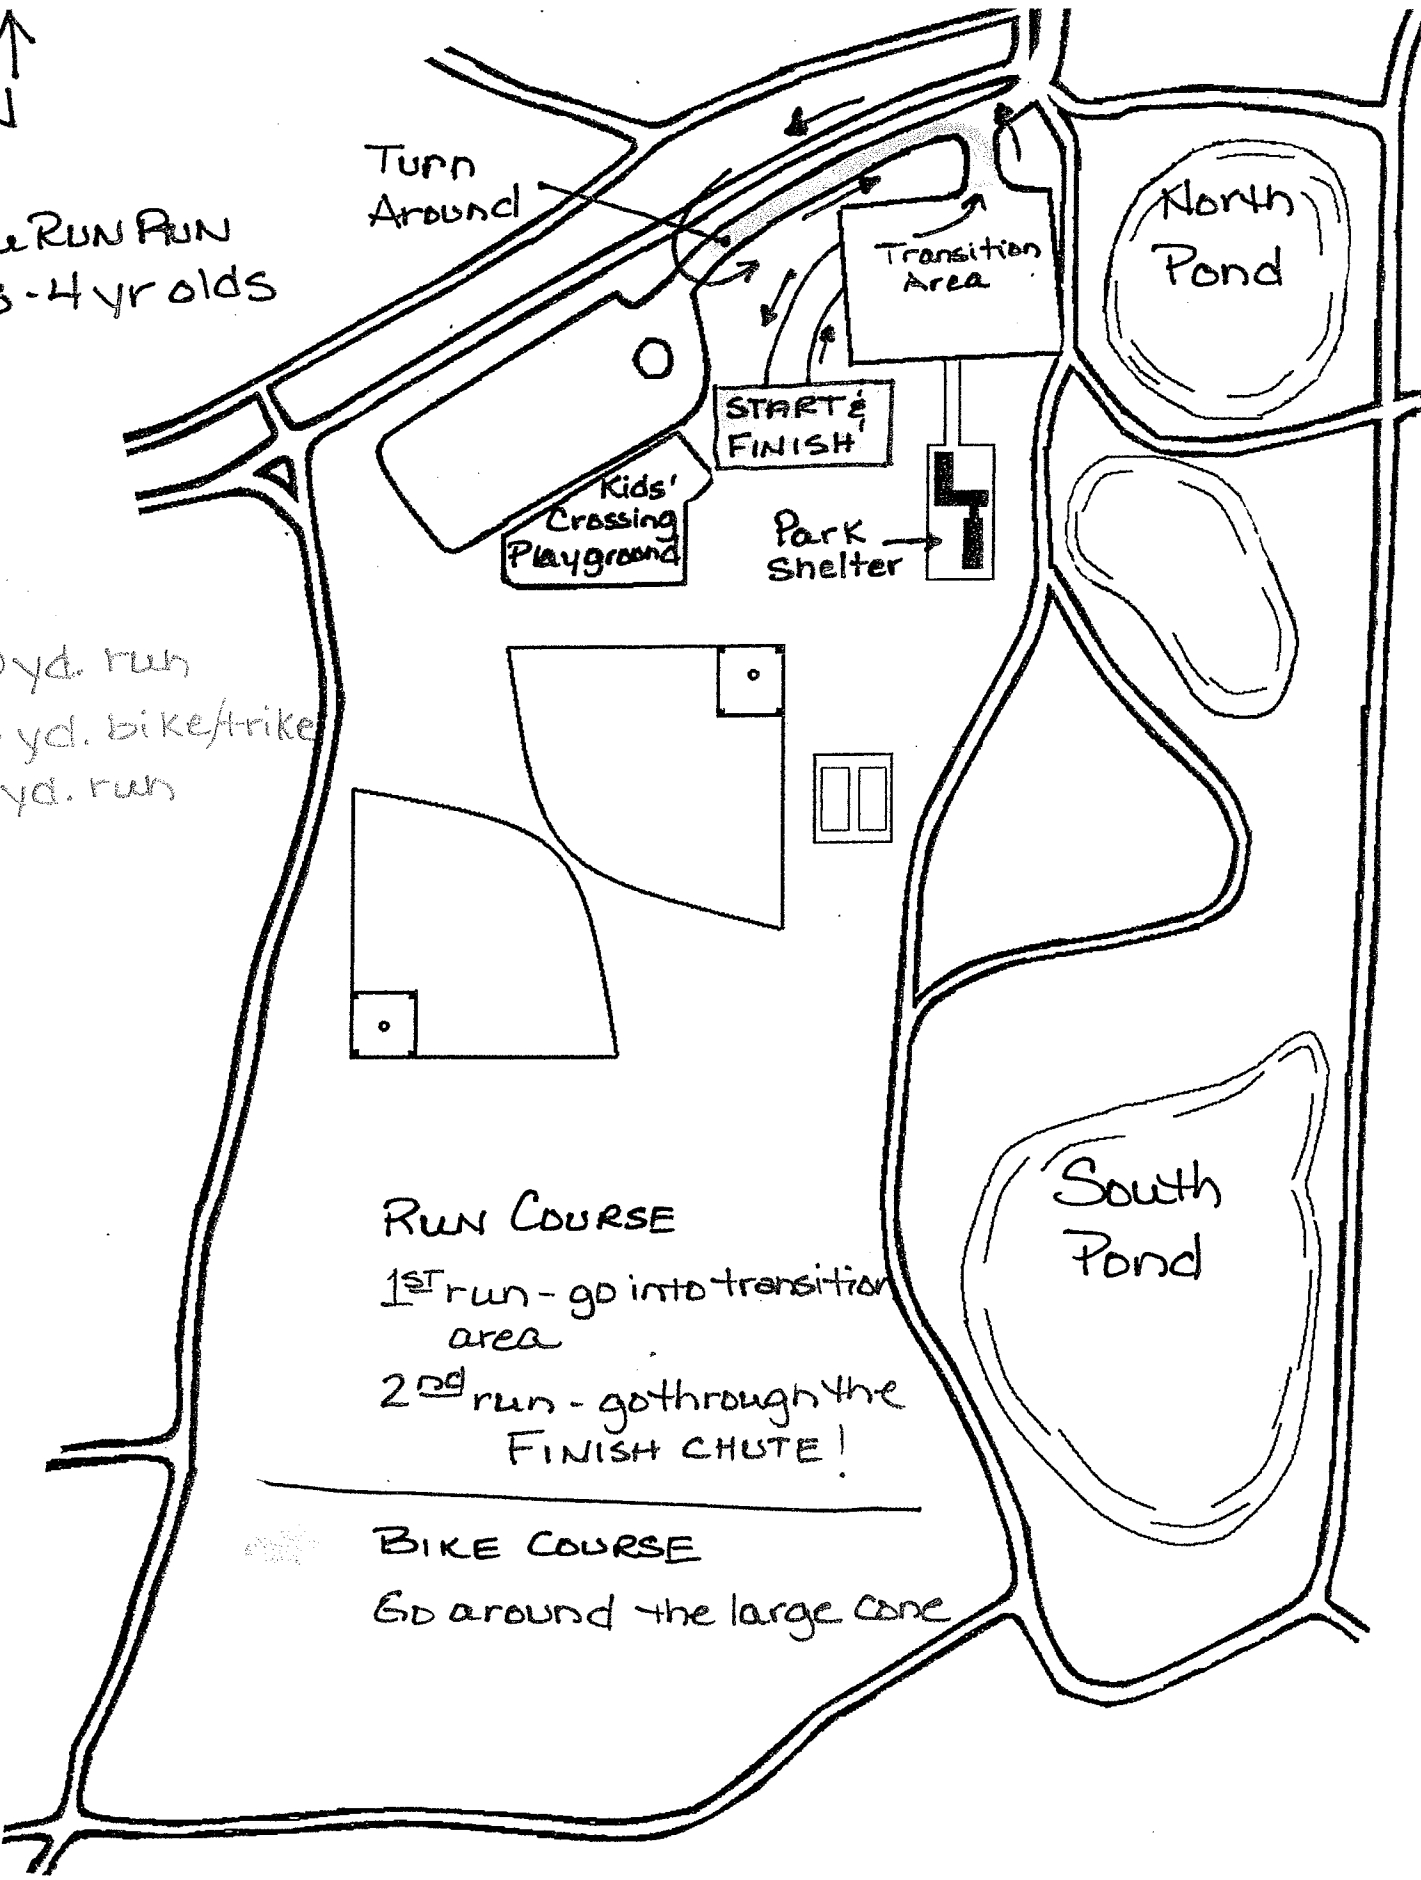 Turn
Around
RUN RUN
-4 yr olds
North
Pond
Transition
Area
START &
FINISH
Kids'
Crossing
Playground
Park
Shelter
yd. run
yd. bike/trike
yd. run
RUN COURSE
1ST run - go into transition
area
2nd run - go through the
FINISH CHUTE!
South
Pond
BIKE COURSE
Go around the large cone